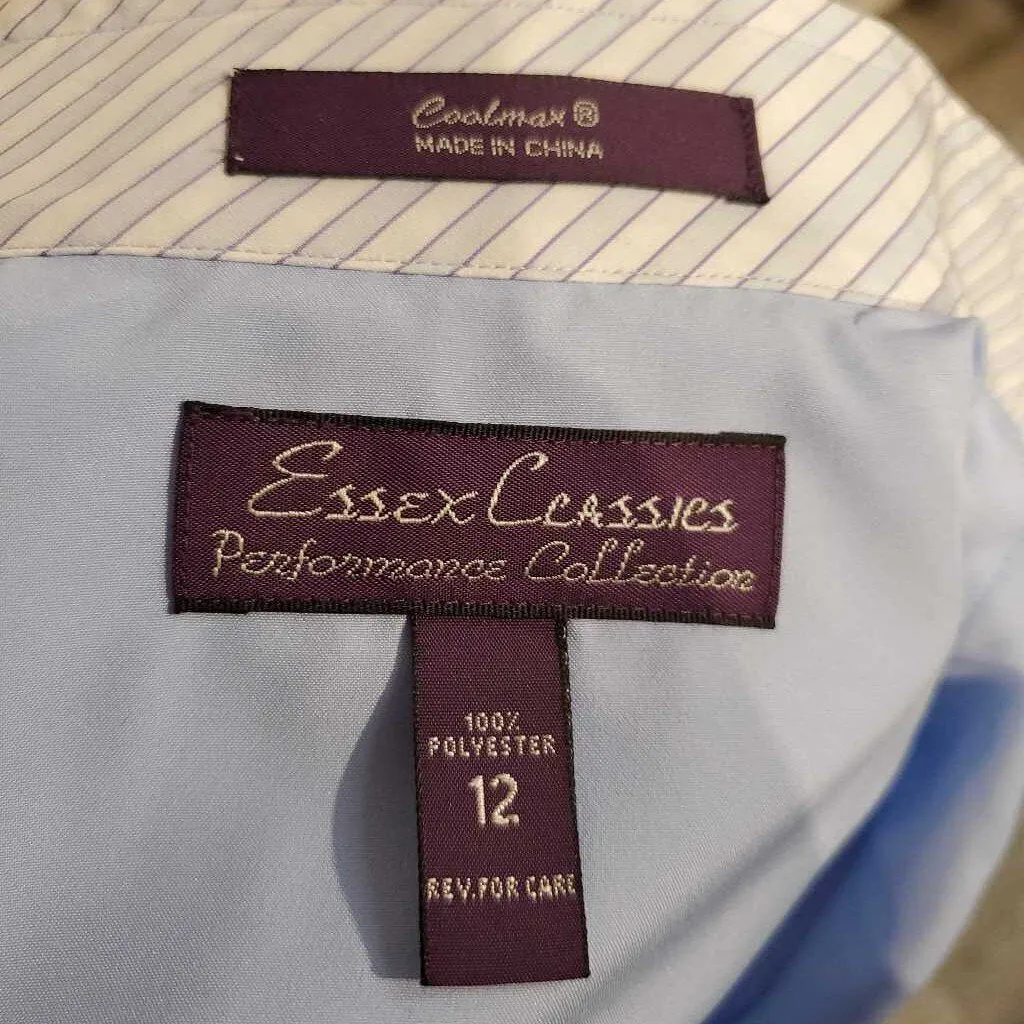 Coolmax®
MADE IN CHINA
ESSEX CLASSICS
Performance Collection
100%
POLYESTER
12
REV.FOR CARE